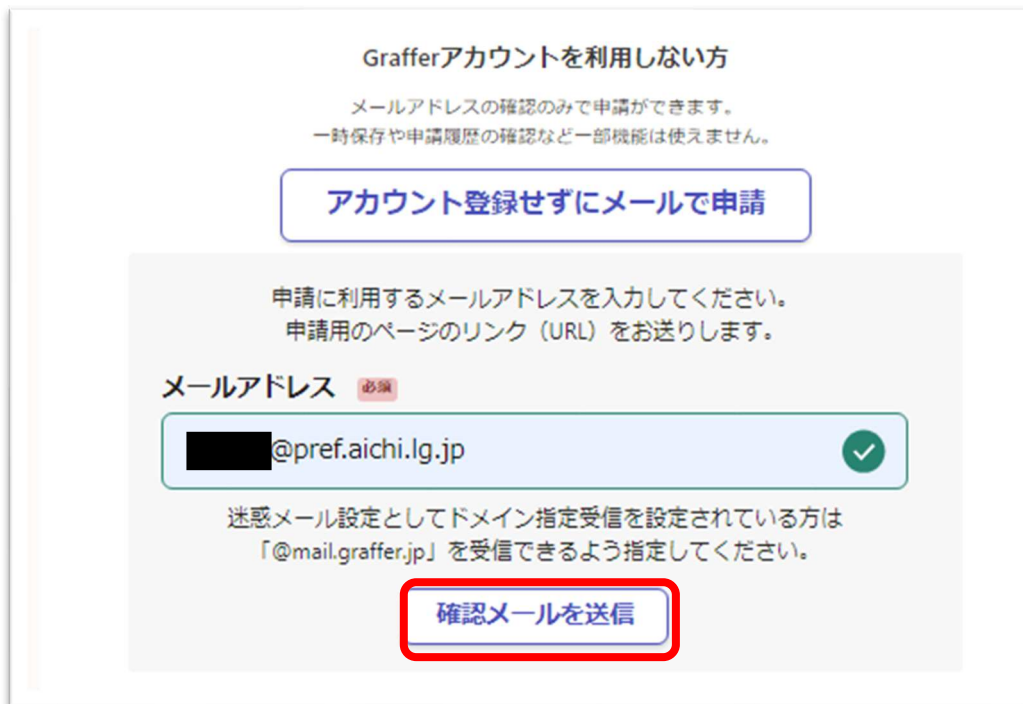 Grafferアカウントを利用しない方
メールアドレスの確認のみで申請ができます。
一時保存や申請履歴の確認など一部機能は使えません。
アカウント登録せずにメールで申請
申請に利用するメールアドレスを入力してください。
申請用のページのリンク（URL）をお送りします。
メールアドレス 必須
@pref.aichi.lg.jp
迷惑メール設定としてドメイン指定受信を設定されている方は
「@mail.graffer.jp」を受信できるよう指定してください。
確認メールを送信